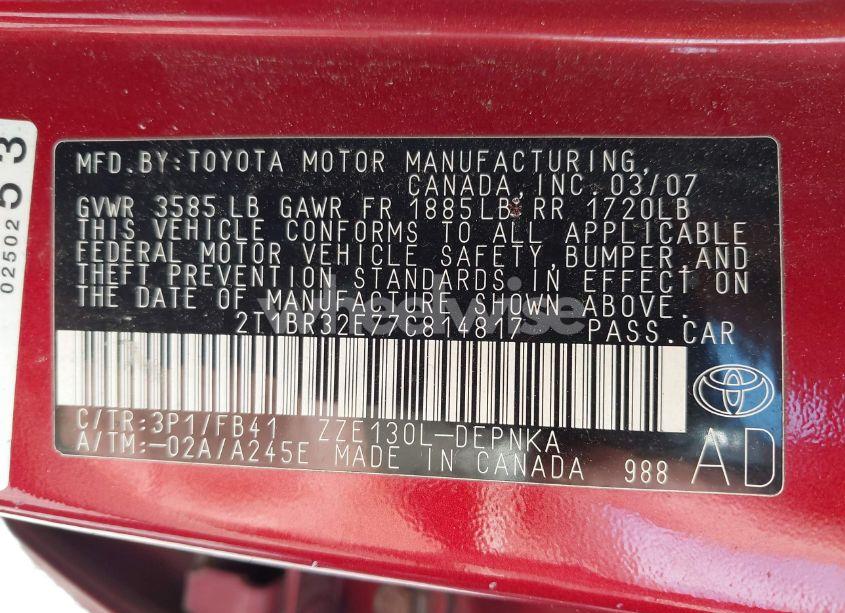 MFD.BY:TOYOTA MOTOR MANUFACTURING,
CANADA, INC. 03/07
GVWR 3585 LB GAWR FR 1885LB RR 1720LB
THIS VEHICLE CONFORMS TO ALL APPLICABLE
FEDERAL MOTOR VEHICLE SAFETY, BUMPER, AND
THEFT PREVENTION STANDARDS IN EFFECT ON
THE DATE OF MANUFACTURE SHOWN ABOVE.
2T1BR32E77C814817 PASS.CAR
C/TR:3P1/FB41 ZZE130L-DEPNKA
A/TM:-02A/A245E MADE IN CANADA 988
AD
02502 53
wheelwise